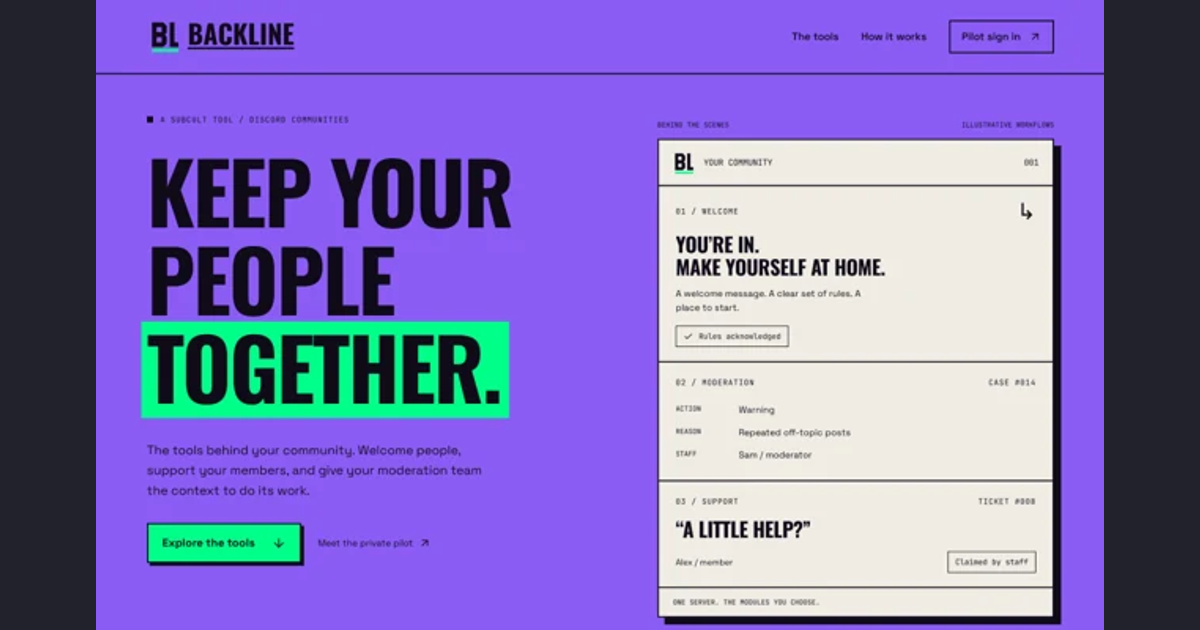 BL BACKLINE
The tools
How it works
Pilot sign in
A SUBCULT TOOL / DISCORD COMMUNITIES
KEEP YOUR
PEOPLE
TOGETHER.
The tools behind your community. Welcome people,
support your members, and give your moderation team
the context to do its work.
Explore the tools
Meet the private pilot
BEHIND THE SCENES
ILLUSTRATIVE WORKFLOWS
BL YOUR COMMUNITY
001
01 / WELCOME
YOU'RE IN.
MAKE YOURSELF AT HOME.
A welcome message. A clear set of rules. A
place to start.
Rules acknowledged
02 / MODERATION
CASE #014
ACTION Warning
REASON Repeated off-topic posts
STAFF Sam / moderator
03 / SUPPORT
TICKET #008
“A LITTLE HELP?”
Alex / member
Claimed by staff
ONE SERVER. THE MODULES YOU CHOOSE.